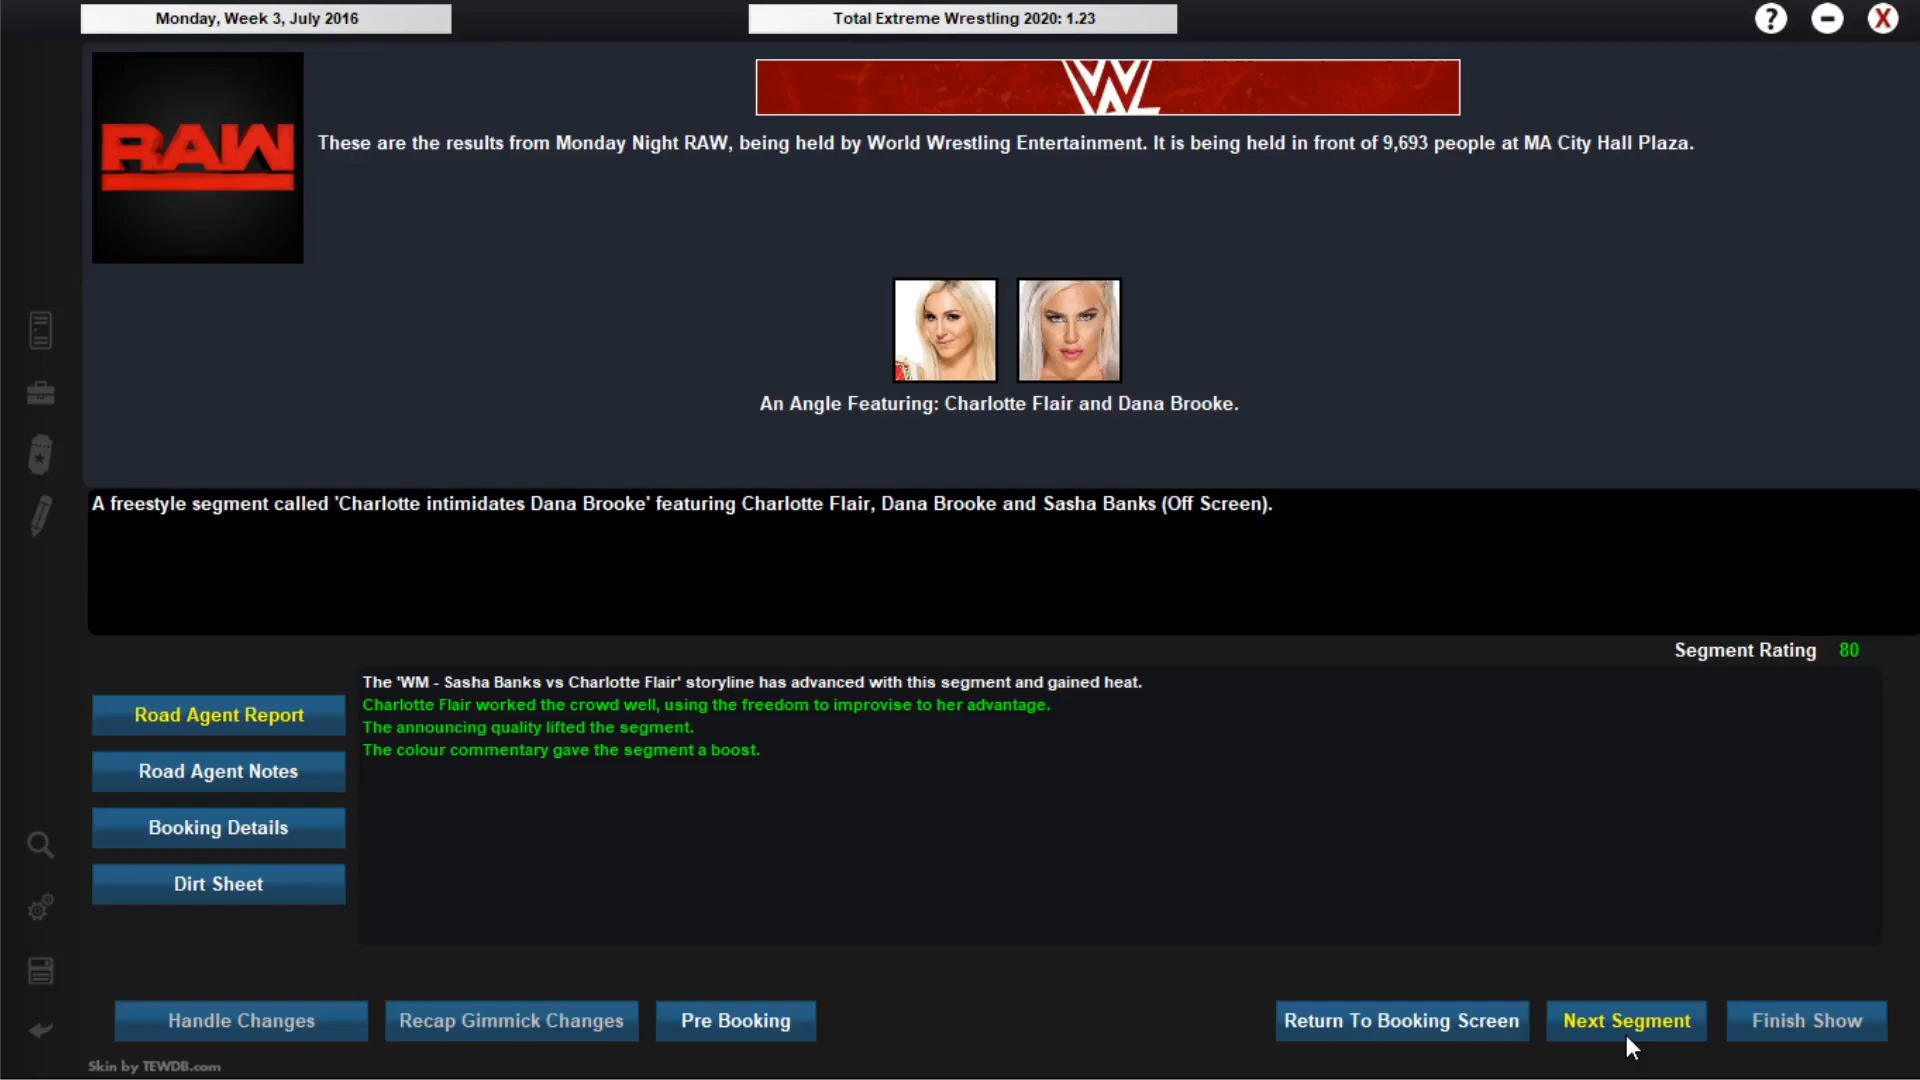 Monday, Week 3, July 2016
Total Extreme Wrestling 2020: 1.23
?
X
RAW
These are the results from Monday Night RAW, being held by World Wrestling Entertainment. It is being held in front of 9,693 people at MA City Hall Plaza.
An Angle Featuring: Charlotte Flair and Dana Brooke.
A freestyle segment called 'Charlotte intimidates Dana Brooke' featuring Charlotte Flair, Dana Brooke and Sasha Banks (Off Screen).
Segment Rating 80
The 'WM - Sasha Banks vs Charlotte Flair' storyline has advanced with this segment and gained heat.
Charlotte Flair worked the crowd well, using the freedom to improvise to her advantage.
The announcing quality lifted the segment.
The colour commentary gave the segment a boost.
Road Agent Report
Road Agent Notes
Booking Details
Dirt Sheet
Handle Changes
Recap Gimmick Changes
Pre Booking
Return To Booking Screen
Next Segment
Finish Show
Skin by TEWDB.com